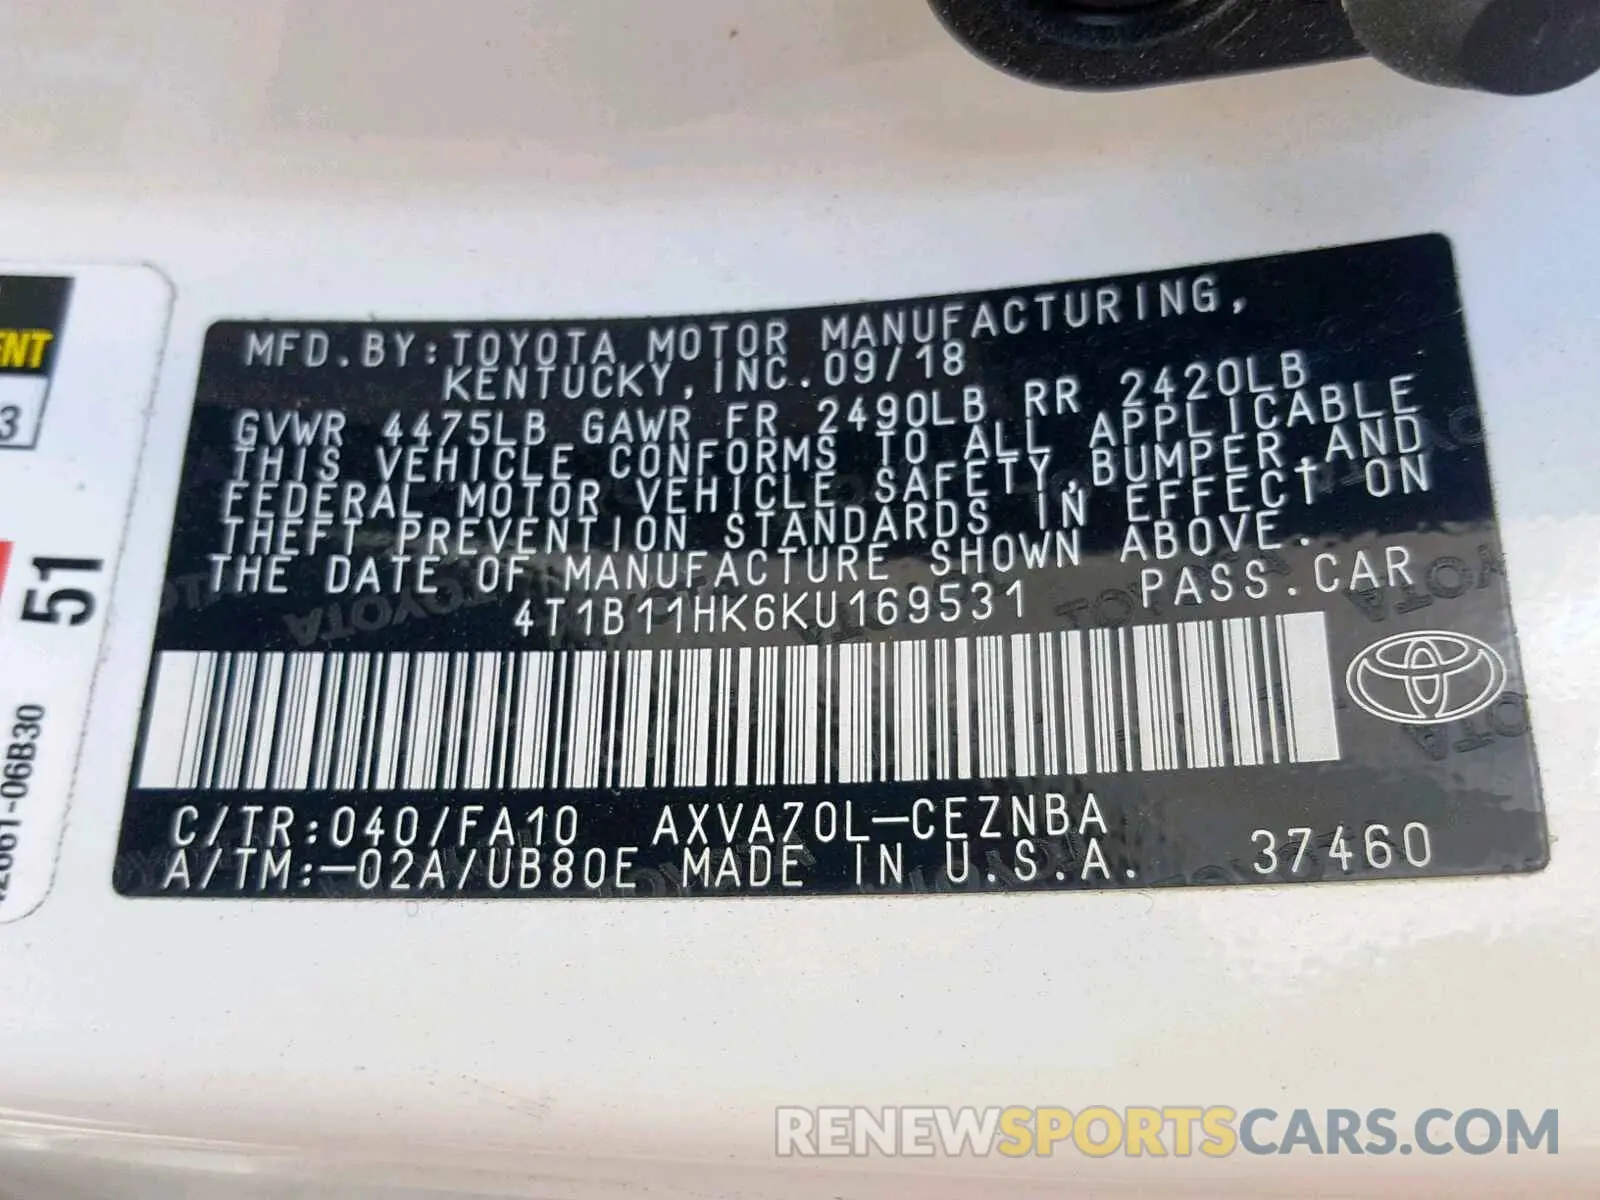 MFD.BY:TOYOTA MOTOR MANUFACTURING,
KENTUCKY,INC.09/18
GVWR 4475LB GAWR FR 2490LB RR 2420LB
THIS VEHICLE CONFORMS TO ALL APPLICABLE
FEDERAL MOTOR VEHICLE SAFETY,BUMPER,AND
THEFT PREVENTION STANDARDS IN EFFECT ON
THE DATE OF MANUFACTURE SHOWN ABOVE.
4T1B11HK6KU169531 PASS.CAR
C/TR:040/FA10 AXVA70L-CEZNBA
A/TM:-02A/UB80E MADE IN U.S.A. 37460
ENT
3
51
-06B30
RENEWSPORTSCARS.COM